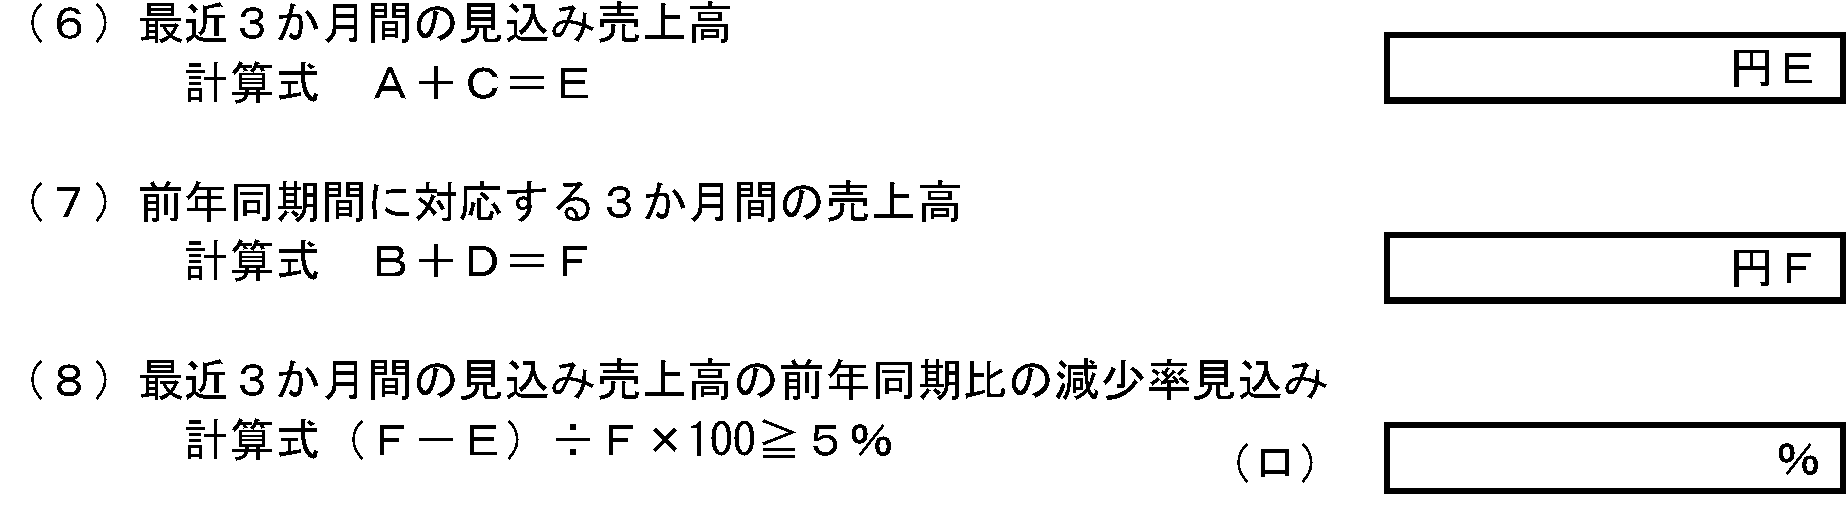 （６）最近３か月間の見込み売上高
計算式　Ａ＋Ｃ＝Ｅ
円Ｅ
（７）前年同期間に対応する３か月間の売上高
計算式　Ｂ＋Ｄ＝Ｆ
円Ｆ
（８）最近３か月間の見込み売上高の前年同期比の減少率見込み
計算式（Ｆ－Ｅ）÷Ｆ×100≧５％
（ロ）
％